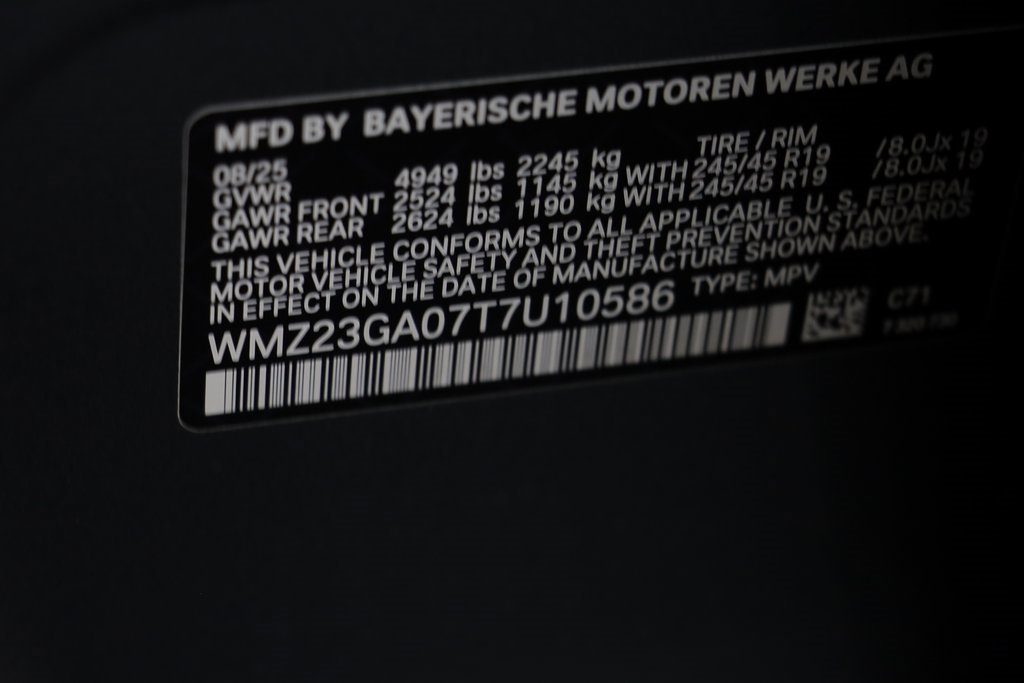 MFD BY BAYERISCHE MOTOREN WERKE AG
08/25 TIRE / RIM
GVWR 4949 lbs 2245 kg
GAWR FRONT 2524 lbs 1145 kg WITH 245/45 R19 /8.0Jx 19
GAWR REAR 2624 lbs 1190 kg WITH 245/45 R19 /8.0Jx 19
THIS VEHICLE CONFORMS TO ALL APPLICABLE U. S. FEDERAL
MOTOR VEHICLE SAFETY AND THEFT PREVENTION STANDARDS
IN EFFECT ON THE DATE OF MANUFACTURE SHOWN ABOVE.
WMZ23GA07T7U10586 TYPE: MPV
C71